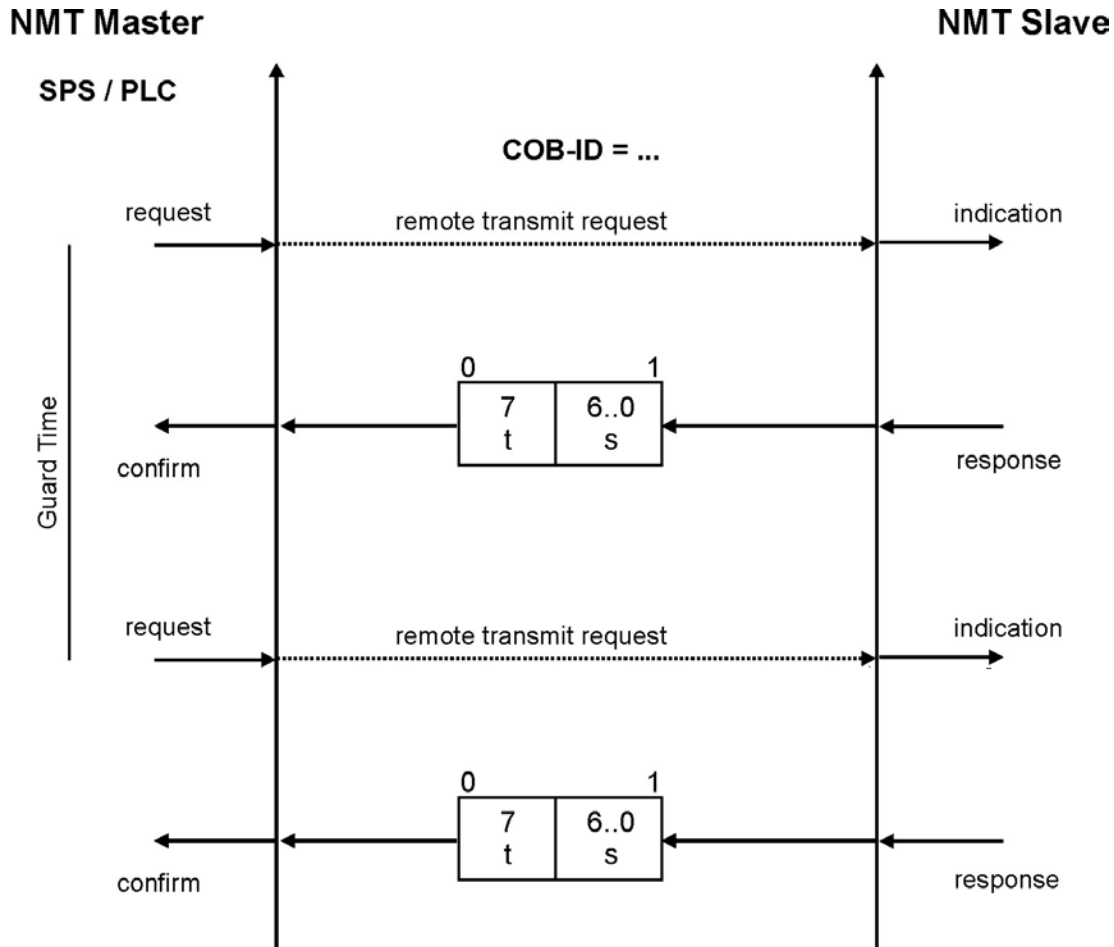 NMT Master
NMT Slave
SPS / PLC
COB-ID = ...
request
remote transmit request
indication
0
1
7
6..0
t
s
confirm
response
Guard Time
request
remote transmit request
indication
0
1
7
6..0
t
s
confirm
response